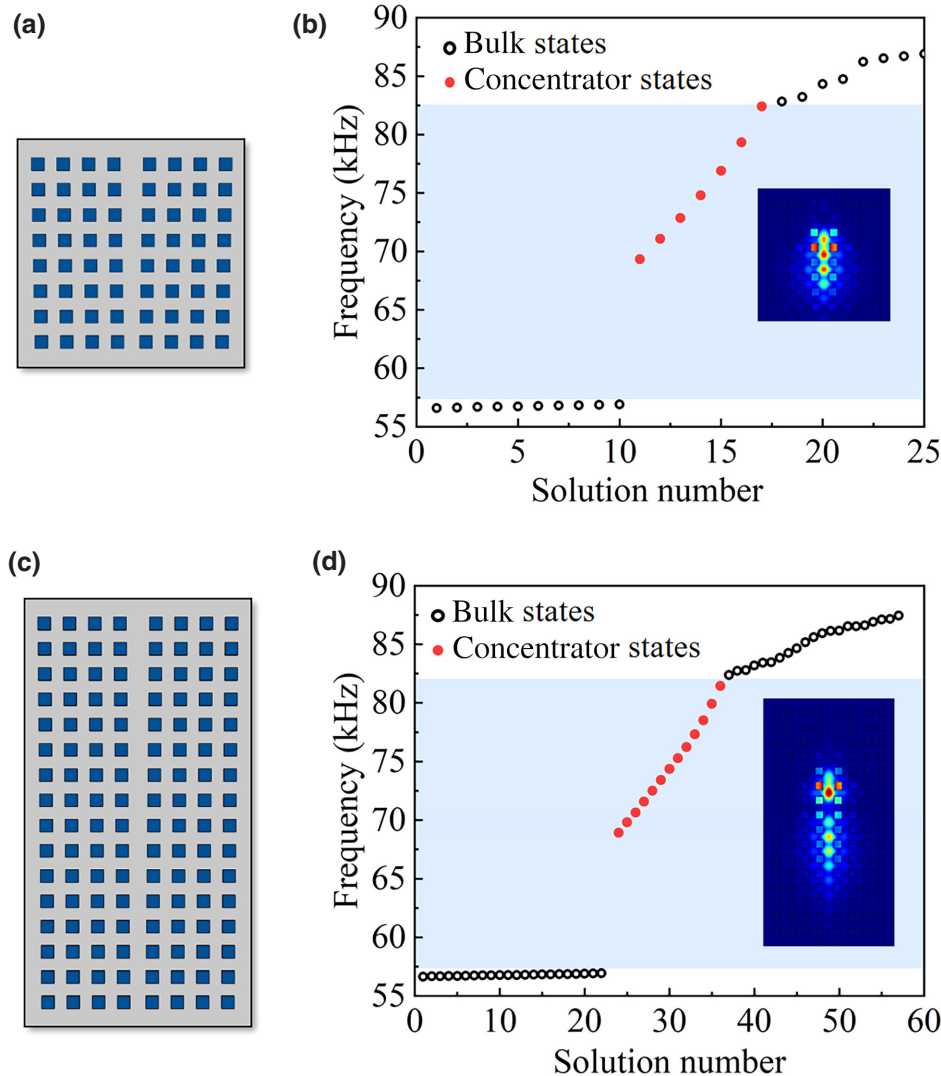 (a)
(b)
90
85
80
75
70
65
60
55
Frequency (kHz)
Bulk states
Concentrator states
0 5 10 15 20 25
Solution number
(c)
(d)
90
85
80
75
70
65
60
55
Frequency (kHz)
Bulk states
Concentrator states
0 10 20 30 40 50 60
Solution number